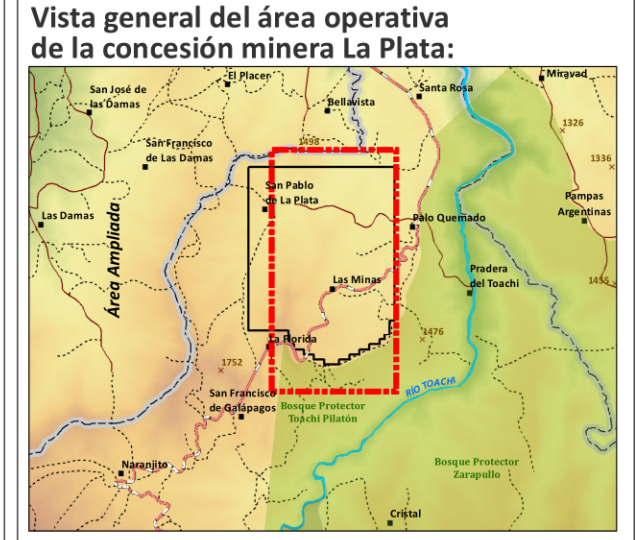 Vista general del área operativa
de la concesión minera La Plata:
El Placer
Miravad
San José de
las Damas
Santa Rosa
Bellavista
1326
San Francisco
de Las Damas
1498
1336
San Pablo
de La Plata
Pampas
Argentinas
Las Damas
Palo Quemado
Área Ampliada
Pradera
del Toachi
Las Minas
1455
La Florida
1476
1752
San Francisco
de Galápagos
RÍO TOACHI
Bosque Protector
Toachi Pilatón
Naranjito
Bosque Protector
Zarapullo
Cristal